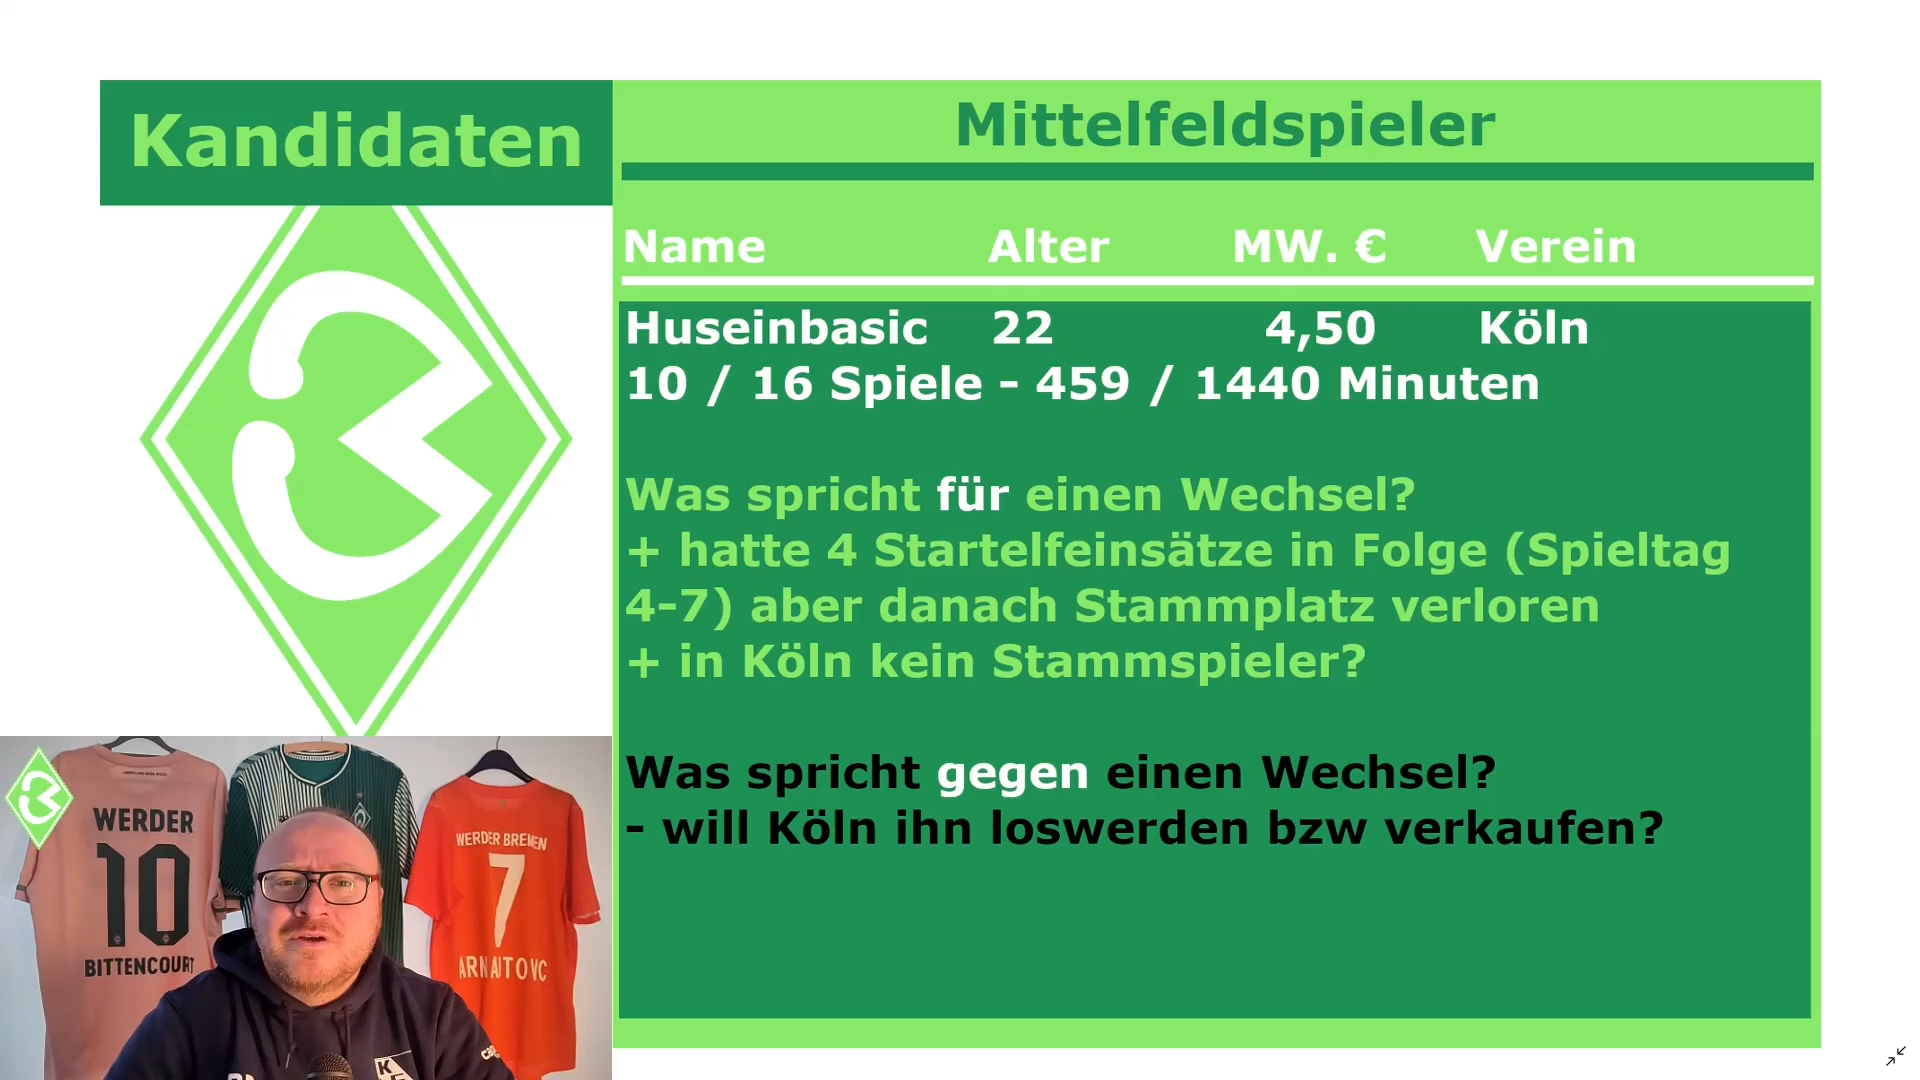 Kandidaten
Mittelfeldspieler
Name Alter MW. € Verein
Huseinbasic 22 4,50 Köln
10 / 16 Spiele - 459 / 1440 Minuten
Was spricht für einen Wechsel?
+ hatte 4 Startelfeinsätze in Folge (Spieltag
4-7) aber danach Stammplatz verloren
+ in Köln kein Stammspieler?
Was spricht gegen einen Wechsel?
- will Köln ihn loswerden bzw verkaufen?
WERDER
10
BITTENCOURT
WERDER BREMEN
7
ARNAUTOVIC